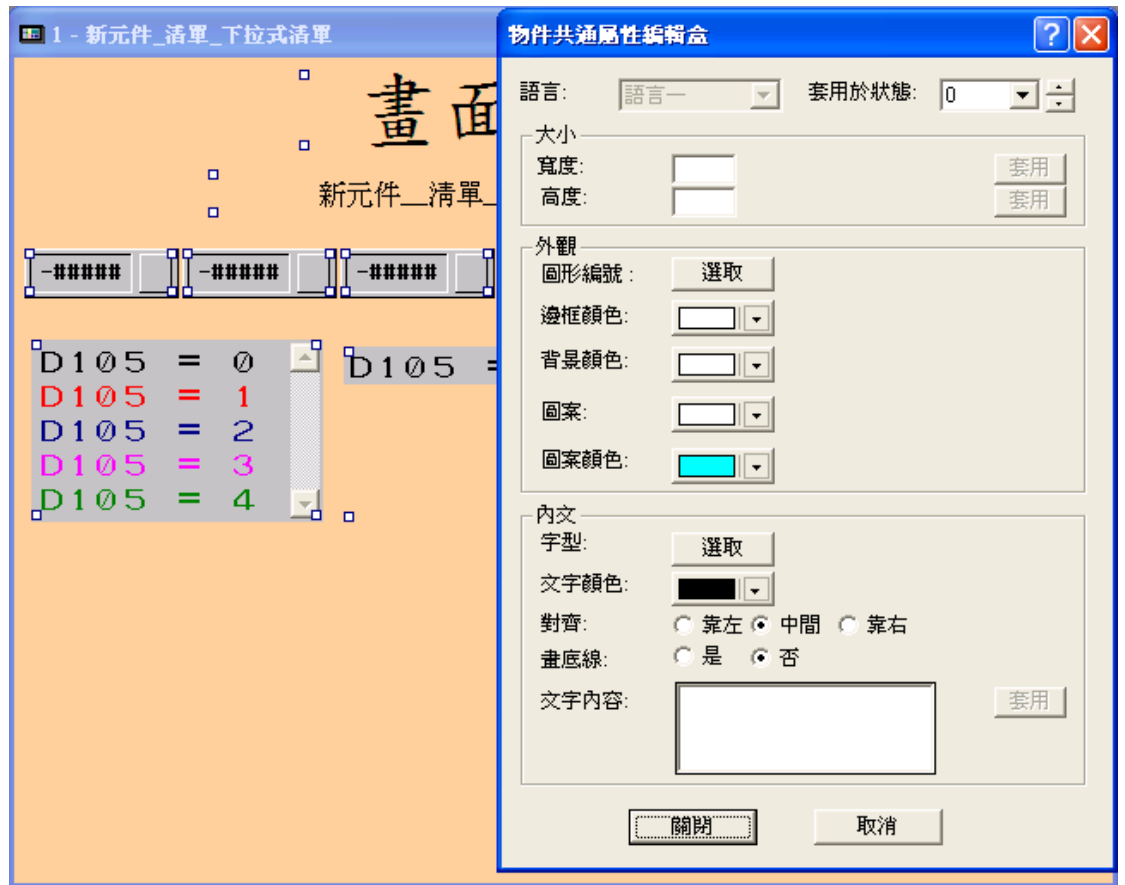 1 - 新元件_清單_下拉式清單
畫面
新元件__清單_
-#####
-#####
-#####
D105 = 0
D105 = 1
D105 = 2
D105 = 3
D105 = 4
D105 =
物件共通屬性編輯盒
語言: 語言一 套用於狀態: 0
大小
寬度: 套用
高度: 套用
外觀
圖形編號 : 選取
邊框顏色:
背景顏色:
圖案:
圖案顏色:
內文
字型: 選取
文字顏色:
對齊: 靠左 中間 靠右
畫底線: 是 否
文字內容: 套用
關閉 取消